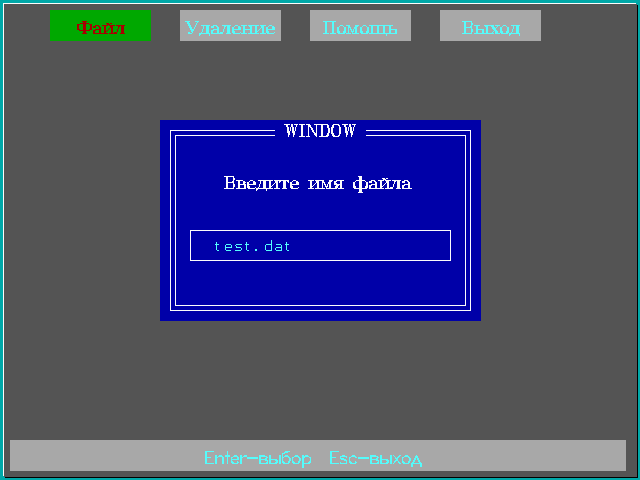 Файл Удаление Помощь Выход
WINDOW
Введите имя файла
test.dat
Enter-выбор Esc-выход